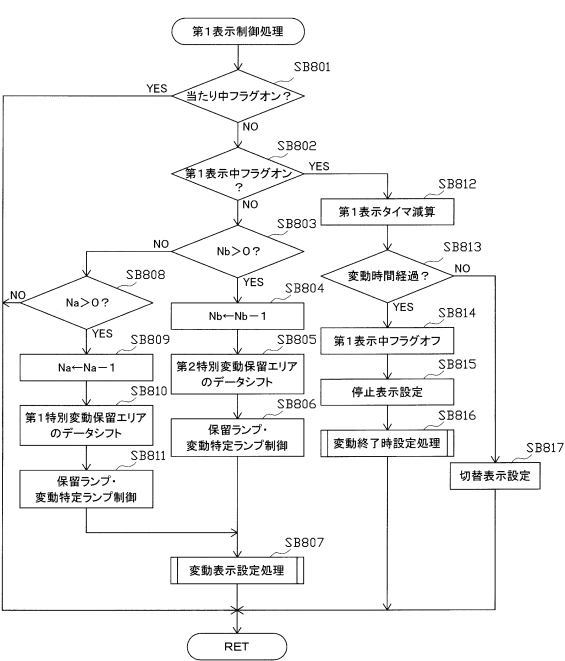 第1表示制御処理
SB801
当たり中フラグオン？
YES
NO
SB802
第1表示中フラグオン
？
YES
NO
SB812
第1表示タイマ減算
SB803
Nb＞0？
NO
YES
SB813
変動時間経過？
NO
YES
SB808
Na＞0？
NO
YES
SB804
Nb←Nb－1
SB814
第1表示中フラグオフ
SB809
Na←Na－1
SB805
第2特別変動保留エリア
のデータシフト
SB815
停止表示設定
SB810
第1特別変動保留エリア
のデータシフト
SB806
保留ランプ・
変動特定ランプ制御
SB816
変動終了時設定処理
SB811
保留ランプ・
変動特定ランプ制御
SB817
切替表示設定
SB807
変動表示設定処理
RET